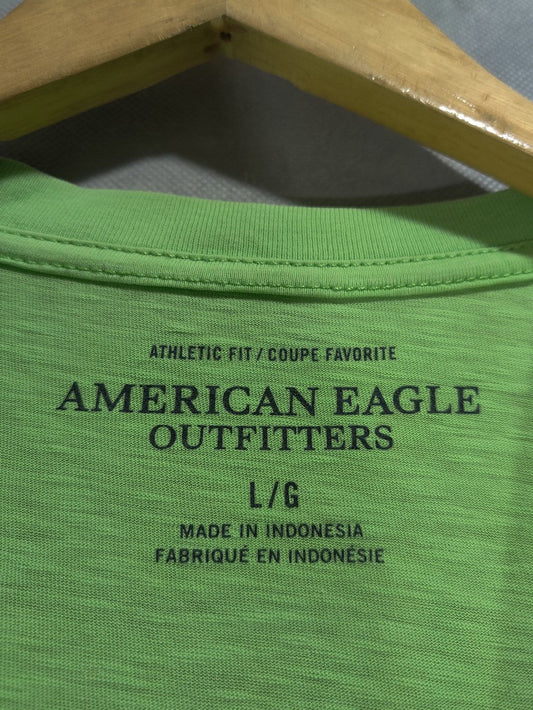 ATHLETIC FIT / COUPE FAVORITE
AMERICAN EAGLE
OUTFITTERS
L/G
MADE IN INDONESIA
FABRIQUÉ EN INDONÉSIE